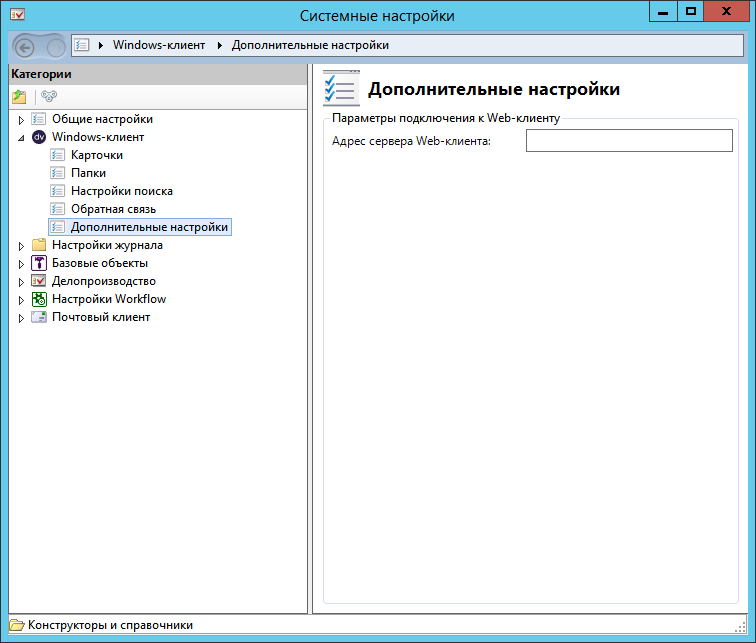 Системные настройки
Windows-клиент
Дополнительные настройки
Категории
Общие настройки
dv
Windows-клиент
Карточки
Папки
Настройки поиска
Обратная связь
Дополнительные настройки
Настройки журнала
Базовые объекты
Делопроизводство
Настройки Workflow
Почтовый клиент
Дополнительные настройки
Параметры подключения к Web-клиенту
Адрес сервера Web-клиента:
Конструкторы и справочники